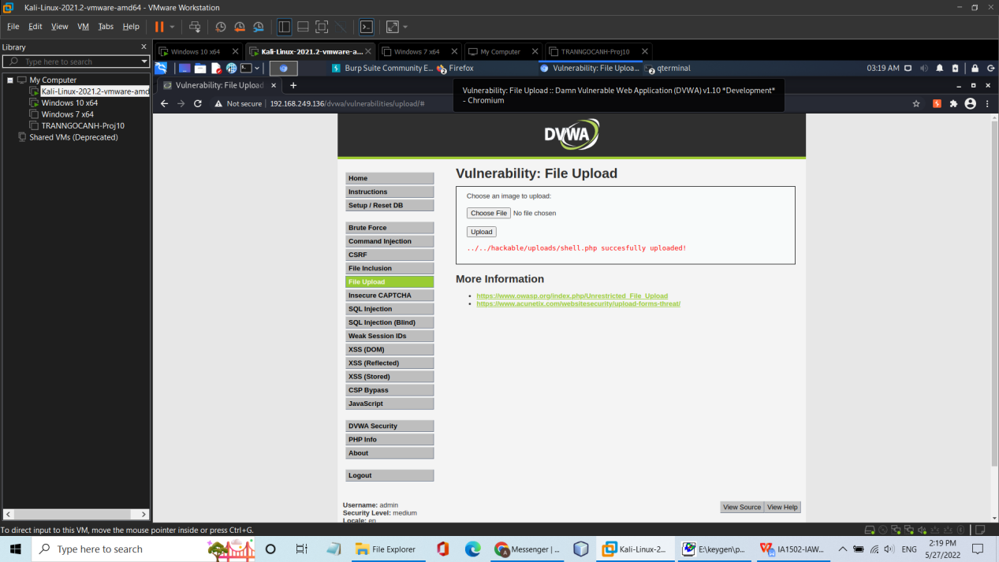 Kali-Linux-2021.2-vmware-amd64 - VMware Workstation
File Edit View VM Tabs Help
Library
Type here to search
My Computer
Kali-Linux-2021.2-vmware-amd
Windows 10 x64
Windows 7 x64
TRANNGOCANH-Proj10
Shared VMs (Deprecated)
Windows 10 x64 Kali-Linux-2021.2-vmware-a... Windows 7 x64 My Computer TRANNGOCANH-Proj10
Burp Suite Community E... 2 Firefox Vulnerability: File Uploa... 2 qterminal 03:19 AM
Vulnerability: File Upload
Not secure 192.168.249.136/dvwa/vulnerabilities/upload/#
Vulnerability: File Upload :: Damn Vulnerable Web Application (DVWA) v1.10 *Development*
- Chromium
DVWA
Home
Instructions
Setup / Reset DB
Brute Force
Command Injection
CSRF
File Inclusion
File Upload
Insecure CAPTCHA
SQL Injection
SQL Injection (Blind)
Weak Session IDs
XSS (DOM)
XSS (Reflected)
XSS (Stored)
CSP Bypass
JavaScript
DVWA Security
PHP Info
About
Logout
Vulnerability: File Upload
Choose an image to upload:
Choose File No file chosen
Upload
../../hackable/uploads/shell.php succesfully uploaded!
More Information
https://www.owasp.org/index.php/Unrestricted_File_Upload
https://www.acunetix.com/websitesecurity/upload-forms-threat/
Username: admin
Security Level: medium
Locale: en
View Source View Help
To direct input to this VM, move the mouse pointer inside or press Ctrl+G.
Type here to search
File Explorer
Messenger | ...
Kali-Linux-2...
E:\keygen\p...
IA1502-IAW...
ENG
2:19 PM
5/27/2022